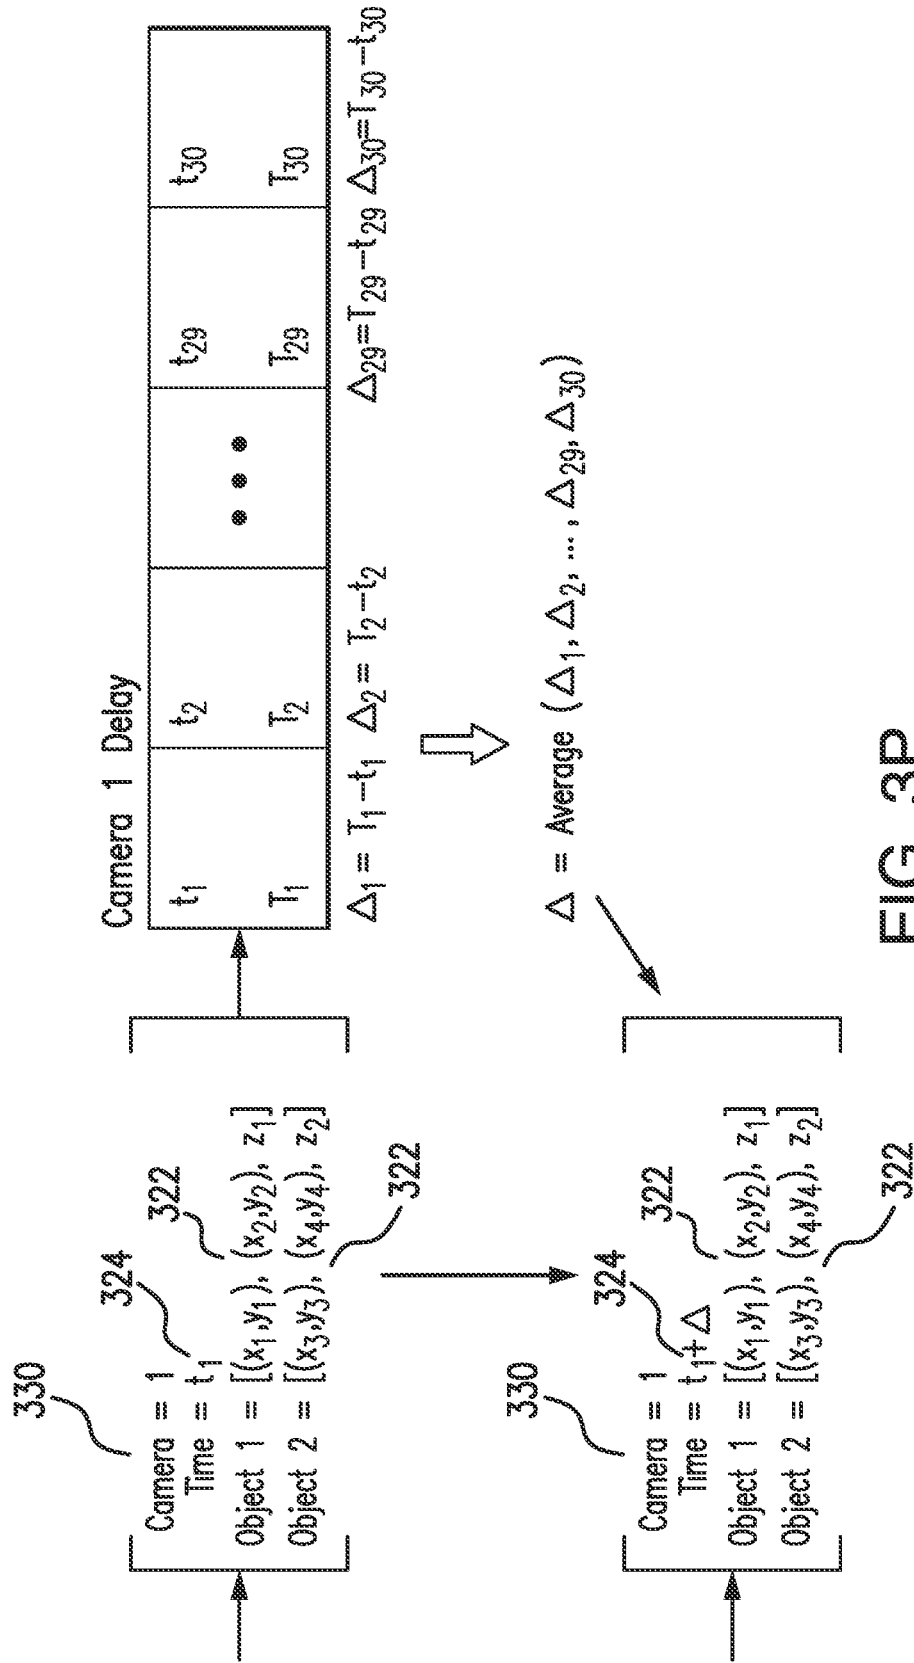 330
324
322
Camera = 1
Time = t₁
Object 1 = [(x₁,y₁), (x₂,y₂), z₁]
Object 2 = [(x₃,y₃), (x₄,y₄), z₂]
322
Camera 1 Delay
t₁ t₂ t₂₉ t₃₀
T₁ T₂ ••• T₂₉ T₃₀
Δ₁= T₁–t₁ Δ₂= T₂–t₂ Δ₂₉=T₂₉–t₂₉ Δ₃₀=T₃₀–t₃₀
Δ = Average (Δ₁, Δ₂, ... , Δ₂₉, Δ₃₀)
330
324
322
Camera = 1
Time = t₁+ Δ
Object 1 = [(x₁,y₁), (x₂,y₂), z₁]
Object 2 = [(x₃,y₃), (x₄,y₄), z₂]
322
FIG. 3P